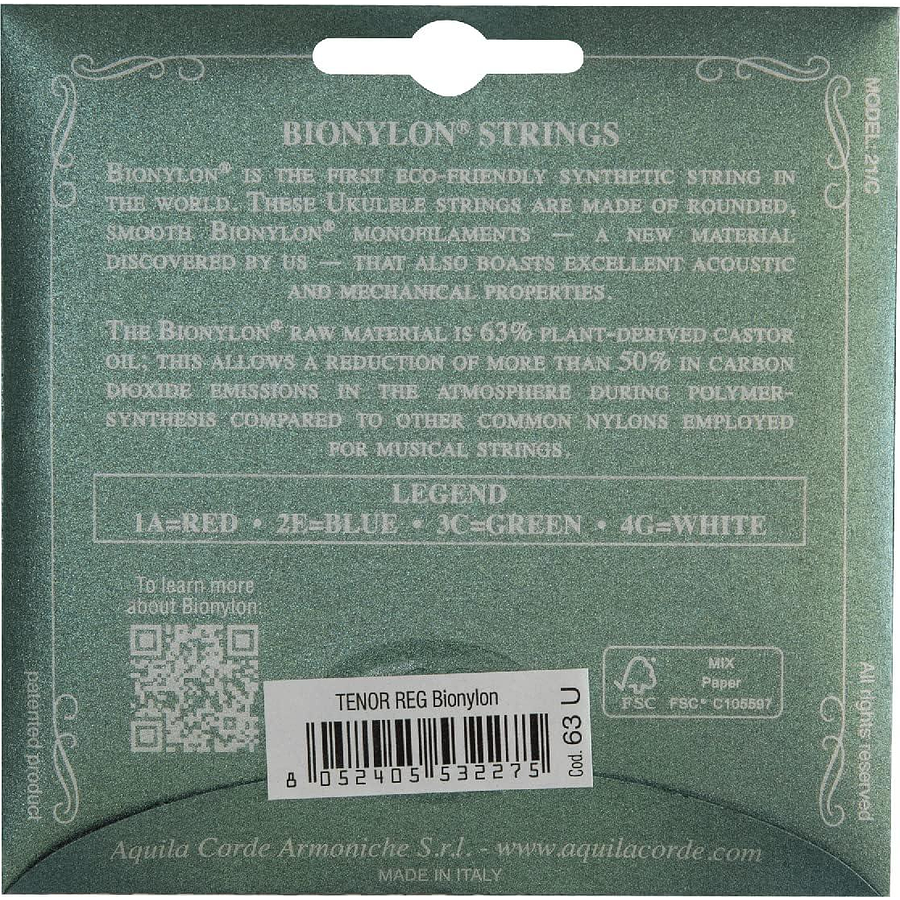 MODEL: 21/C
BIONYLON® STRINGS
BIONYLON® IS THE FIRST ECO-FRIENDLY SYNTHETIC STRING IN
THE WORLD. THESE UKULELE STRINGS ARE MADE OF ROUNDED,
SMOOTH BIONYLON® MONOFILAMENTS — A NEW MATERIAL
DISCOVERED BY US — THAT ALSO BOASTS EXCELLENT ACOUSTIC
AND MECHANICAL PROPERTIES.
THE BIONYLON® RAW MATERIAL IS 63% PLANT-DERIVED CASTOR
OIL; THIS ALLOWS A REDUCTION OF MORE THAN 50% IN CARBON
DIOXIDE EMISSIONS IN THE ATMOSPHERE DURING POLYMER-
SYNTHESIS COMPARED TO OTHER COMMON NYLONS EMPLOYED
FOR MUSICAL STRINGS.
LEGEND
1A=RED • 2E=BLUE • 3C=GREEN • 4G=WHITE
To learn more
about Bionylon:
MIX
Paper
FSC FSC® C105597
TENOR REG Bionylon
8 052405 532275
Cod. 63 U
patented product
All rights reserved
Aquila Corde Armoniche S.r.l. - www.aquilacorde.com
MADE IN ITALY